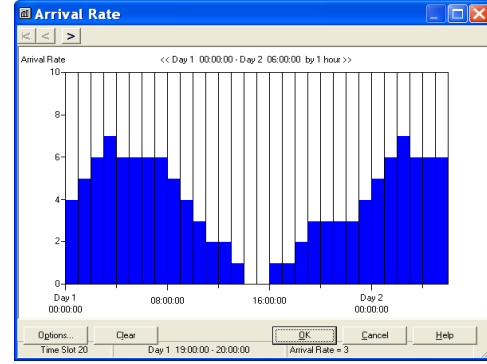 Arrival Rate
|< < >
Arrival Rate
<< Day 1 00:00:00 - Day 2 06:00:00 by 1 hour >>
10
8
6
4
2
0
Day 1 08:00:00 16:00:00 Day 2
00:00:00 00:00:00
Options... Clear OK Cancel Help
Time Slot 20 Day 1 19:00:00 - 20:00:00 Arrival Rate = 3